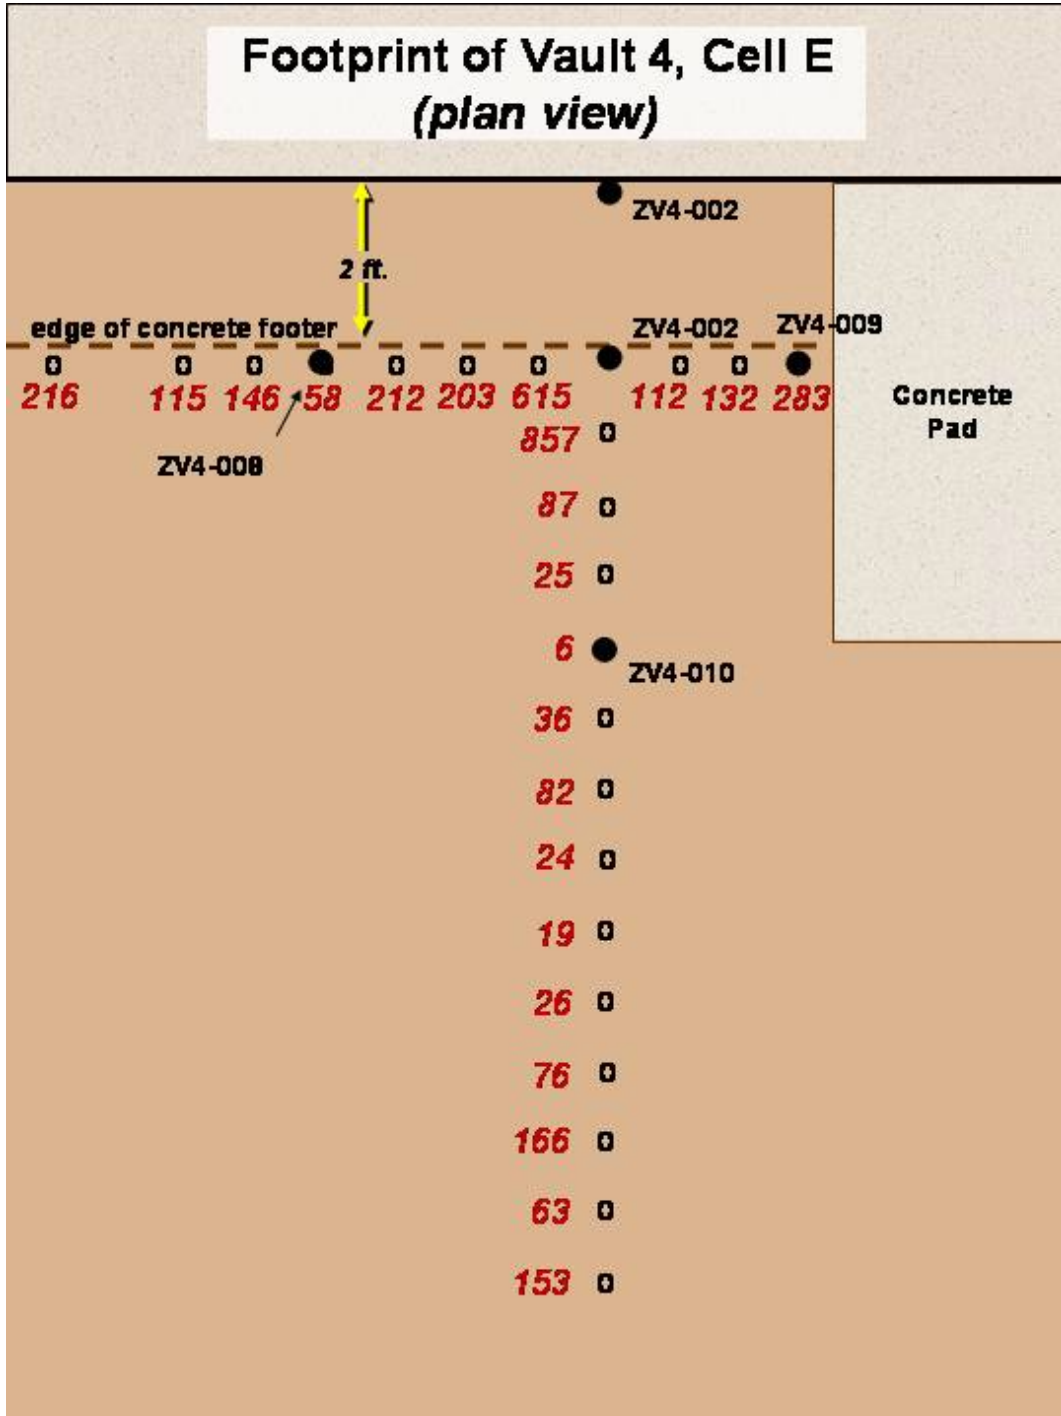 Footprint of Vault 4, Cell E
(plan view)
ZV4-002
2 ft.
edge of concrete footer
ZV4-002
ZV4-009
216 115 146 58 212 203 615 112 132 283
Concrete
Pad
857
ZV4-008
87
25
6
ZV4-010
36
82
24
19
26
76
166
63
153